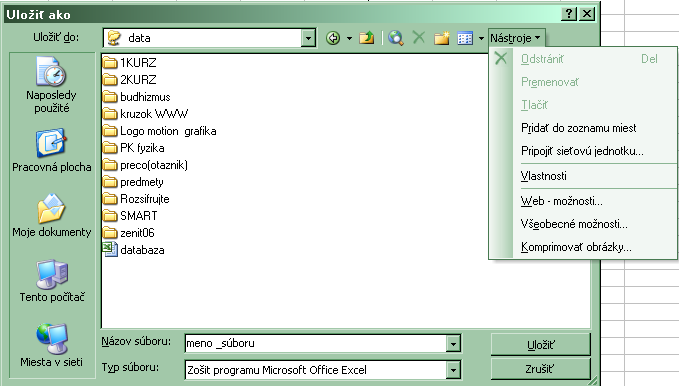 Uložiť ako
Uložiť do:
data
Nástroje
Naposledy
použité
Pracovná plocha
Moje dokumenty
Tento počítač
Miesta v sieti
1KURZ
2KURZ
budhizmus
kruzok WWW
Logo motion grafika
PK fyzika
preco(otaznik)
predmety
Rozsifrujte
SMART
zenit06
databaza
Odstrániť Del
Premenovať
Tlačiť
Pridať do zoznamu miest
Pripojiť sieťovú jednotku...
Vlastnosti
Web - možnosti...
Všeobecné možnosti...
Komprimovať obrázky...
Názov súboru:
meno _súboru
Uložiť
Typ súboru:
Zošit programu Microsoft Office Excel
Zrušiť